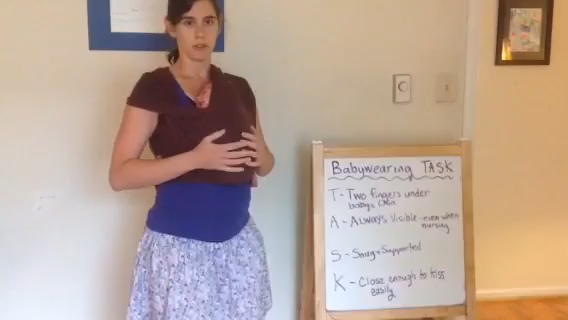 Babywearing TASK
T - Two fingers under
baby's chin
A - Always visible - even when
nursing
S - Snug & Supported
K - Close enough to kiss
easily